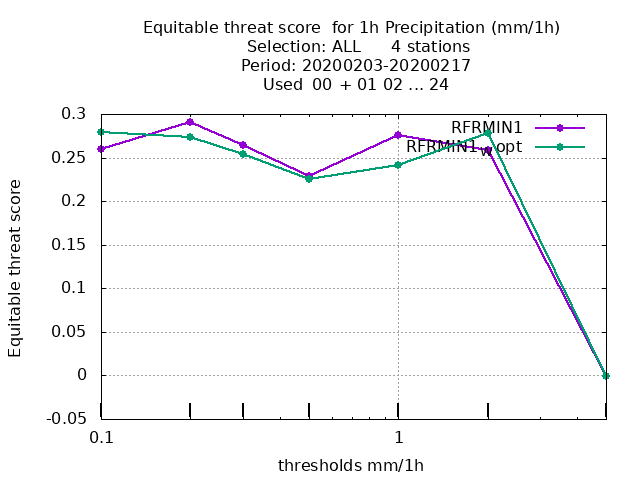 Equitable threat score  for 1h Precipitation (mm/1h)
Selection: ALL      4 stations
Period: 20200203-20200217
Used  00 + 01 02 ... 24
RFRMIN1
RFRMIN1_w_opt
0.3
0.25
0.2
0.15
0.1
0.05
0
-0.05
0.1
1
Equitable threat score
thresholds mm/1h